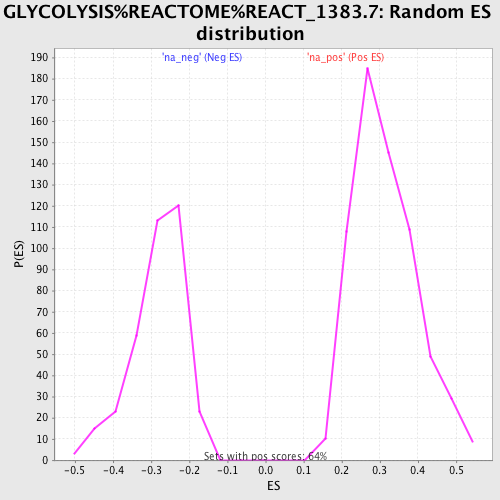 GLYCOLYSIS%REACTOME%REACT_1383.7: Random ES
distribution
'na_neg' (Neg ES)
'na_pos' (Pos ES)
190
180
170
160
150
140
130
120
110
100
90
80
70
60
50
40
30
20
10
0
P(ES)
Sets with pos scores: 64%
-0.5 -0.4 -0.3 -0.2 -0.1 0.0 0.1 0.2 0.3 0.4 0.5
ES